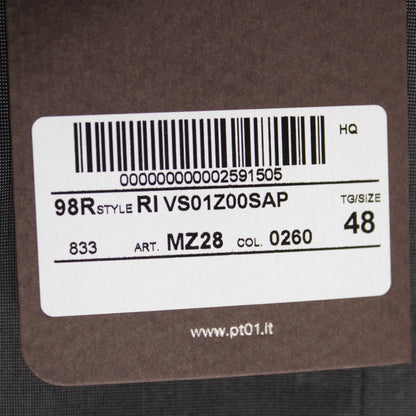 HQ
000000000002591505
98R STYLE RI VS01Z00SAP TG/SIZE
833 ART. MZ28 COL. 0260 48
www.pt01.it